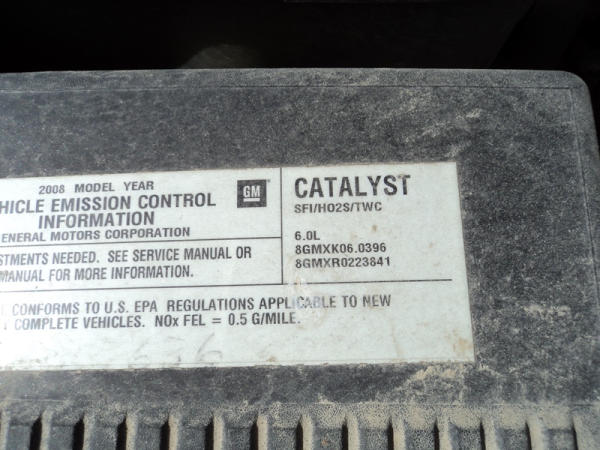 2008 MODEL YEAR
HICLE EMISSION CONTROL
INFORMATION
ENERAL MOTORS CORPORATION
GM
STMENTS NEEDED. SEE SERVICE MANUAL OR
MANUAL FOR MORE INFORMATION.
CATALYST
SFI/HO2S/TWC
6.0L
8GMXK06.0396
8GMXR0223841
CONFORMS TO U.S. EPA REGULATIONS APPLICABLE TO NEW
COMPLETE VEHICLES. NOx FEL = 0.5 G/MILE.